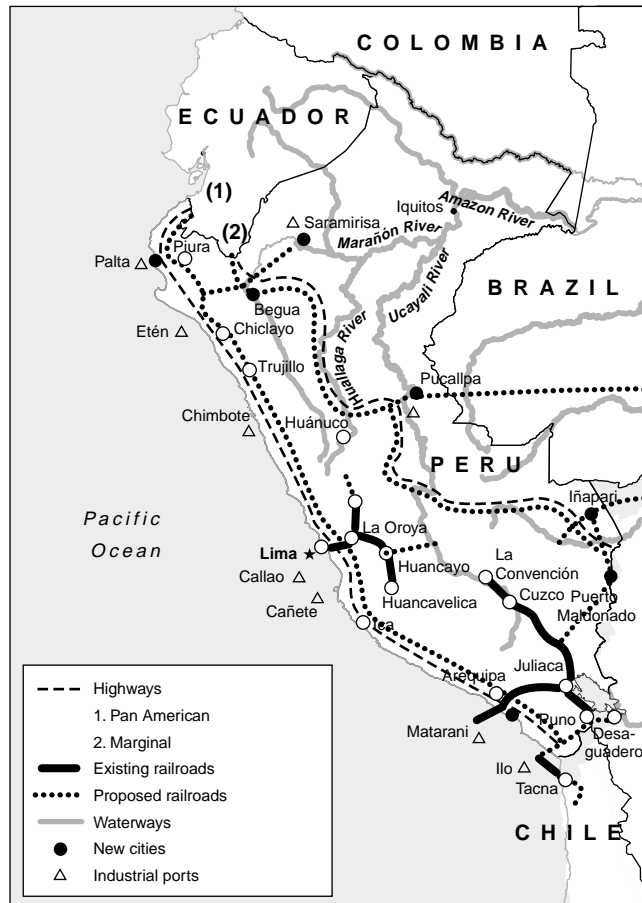 COLOMBIA
ECUADOR
(1)
(2)
Saramirisa
Iquitos
Amazon River
Marañón River
Piura
Palta
Ucayali River
BRAZIL
Begua
Etén
Chiclayo
Huallaga River
Trujillo
Pucallpa
Chimbote
Huánuco
PERU
Iñapari
Pacific
Ocean
La Oroya
Lima
La
Convención
Huancayo
Callao
Cuzco
Puerto
Maldonado
Huancavelica
Cañete
Ica
Juliaca
Arequipa
Puno
Desa-
guadero
Matarani
Ilo
Tacna
CHILE
Highways
1. Pan American
2. Marginal
Existing railroads
Proposed railroads
Waterways
New cities
Industrial ports